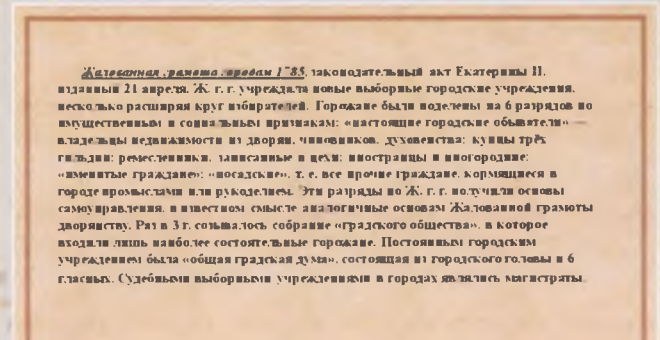 Жалованная грамота городам 1785, законодательный акт Екатерины II,
изданный 21 апреля. Ж. г. г. учреждала новые выборные городские учреждения,
несколько расширяя круг избирателей. Горожане были поделены на 6 разрядов по
имущественным и социальным признакам: «настоящие городские обыватели» —
владельцы недвижимости из дворян, чиновников, духовенства; купцы трёх
гильдий; ремесленники, записанные в цехи; иностранцы и иногородние;
«именитые граждане»; «посадские», т. е. все прочие граждане, кормящиеся в
городе промыслами или рукоделием. Эти разряды по Ж. г. г. получили основы
самоуправления, в известном смысле аналогичные основам Жалованной грамоты
дворянству. Раз в 3 г. созывалось собрание «градского общества», в которое
входили лишь наиболее состоятельные горожане. Постоянным городским
учреждением была «общая градская дума», состоящая из городского головы и 6
гласных. Судебными выборными учреждениями в городах являлись магистраты.